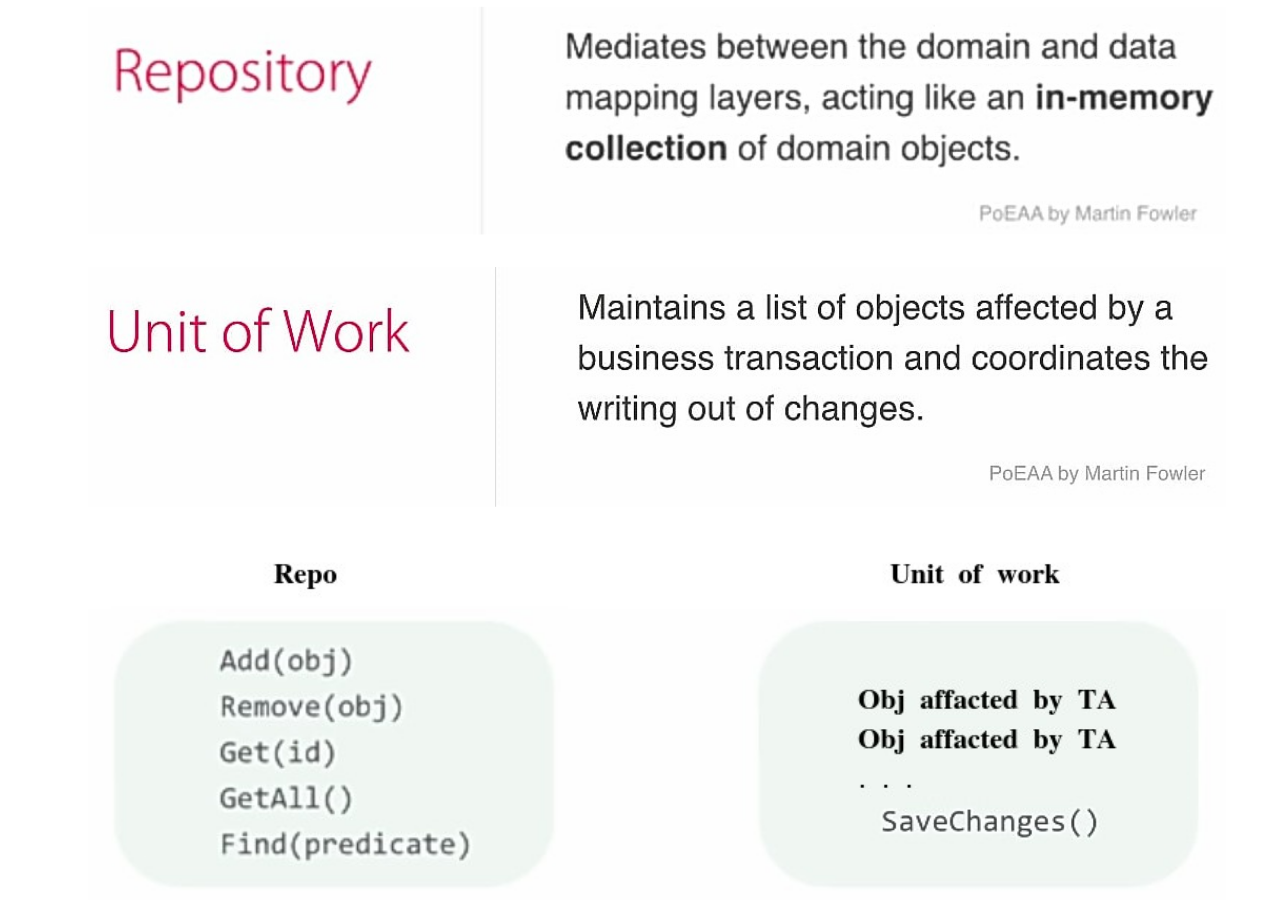 Repository
Mediates between the domain and data
mapping layers, acting like an in-memory
collection of domain objects.
PoEAA by Martin Fowler
Unit of Work
Maintains a list of objects affected by a
business transaction and coordinates the
writing out of changes.
PoEAA by Martin Fowler
Repo
Add(obj)
Remove(obj)
Get(id)
GetAll()
Find(predicate)
Unit of work
Obj affacted by TA
Obj affacted by TA
. . .
SaveChanges()